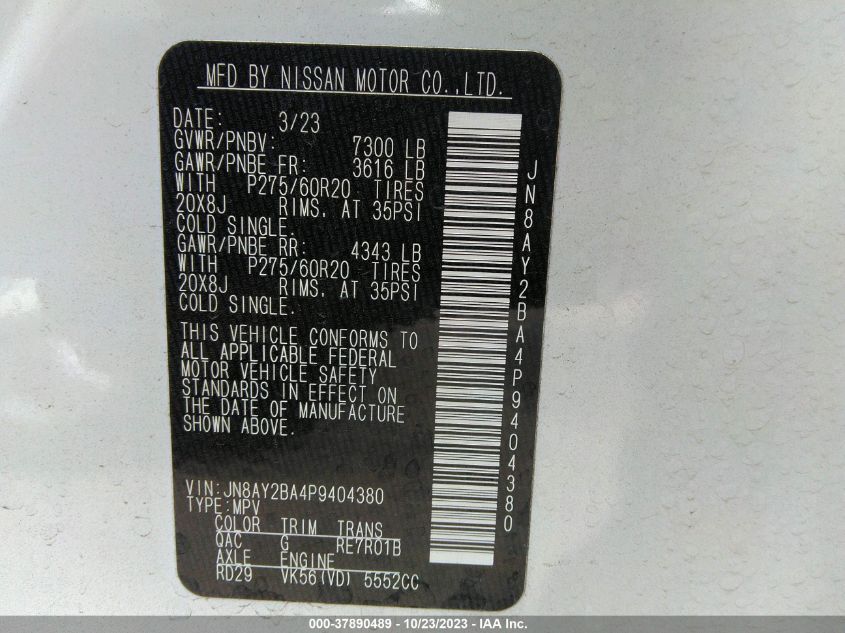 MFD BY NISSAN MOTOR CO.,LTD.
DATE: 3/23
GVWR/PNBV: 7300 LB
GAWR/PNBE FR: 3616 LB
WITH P275/60R20 TIRES
20X8J RIMS, AT 35PSI
COLD SINGLE.
GAWR/PNBE RR: 4343 LB
WITH P275/60R20 TIRES
20X8J RIMS, AT 35PSI
COLD SINGLE.
THIS VEHICLE CONFORMS TO
ALL APPLICABLE FEDERAL
MOTOR VEHICLE SAFETY
STANDARDS IN EFFECT ON
THE DATE OF MANUFACTURE
SHOWN ABOVE.
VIN:JN8AY2BA4P9404380
TYPE:MPV
COLOR TRIM TRANS
QAC G RE7R01B
AXLE ENGINE
RD29 VK56(VD) 5552CC
JN8AY2BA4P9404380
000-37890489 - 10/23/2023 - IAA Inc.